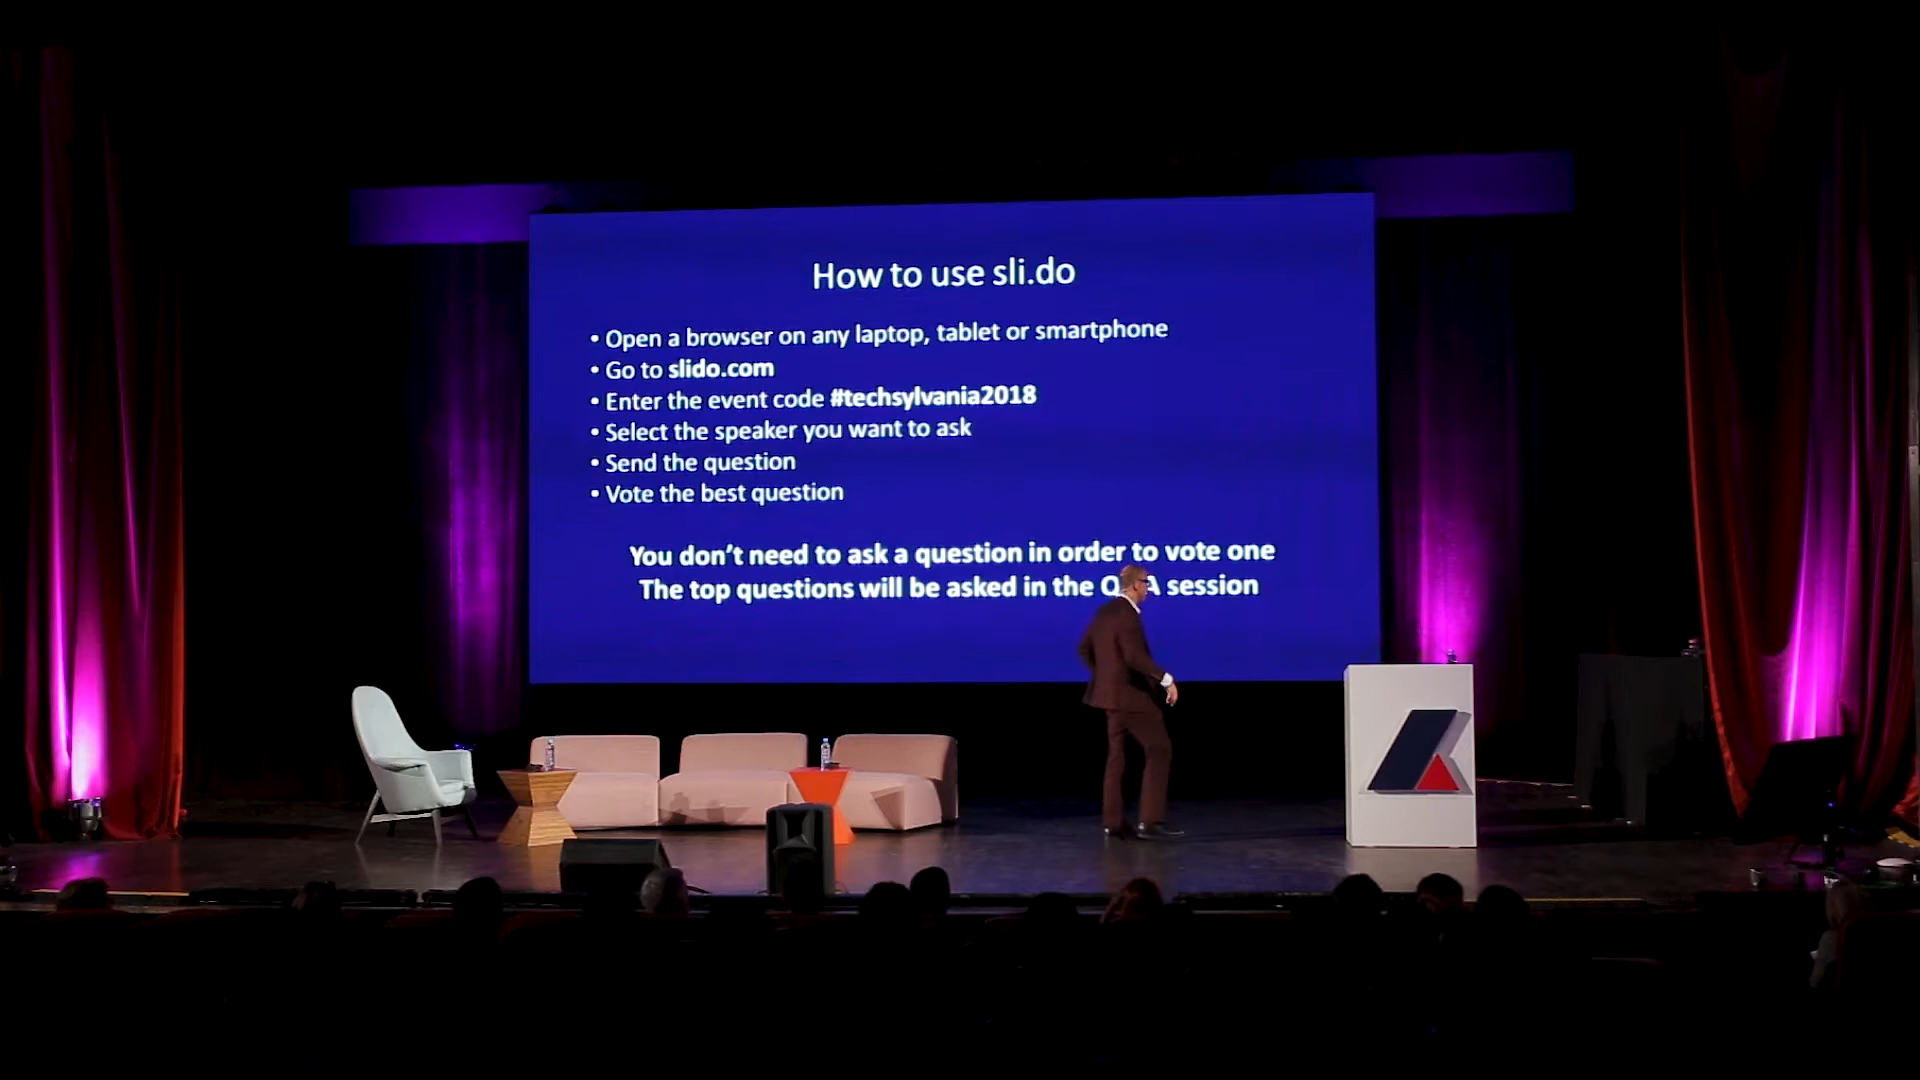 How to use sli.do
• Open a browser on any laptop, tablet or smartphone
• Go to slido.com
• Enter the event code #techsylvania2018
• Select the speaker you want to ask
• Send the question
• Vote the best question
You don't need to ask a question in order to vote one
The top questions will be asked in the Q A session